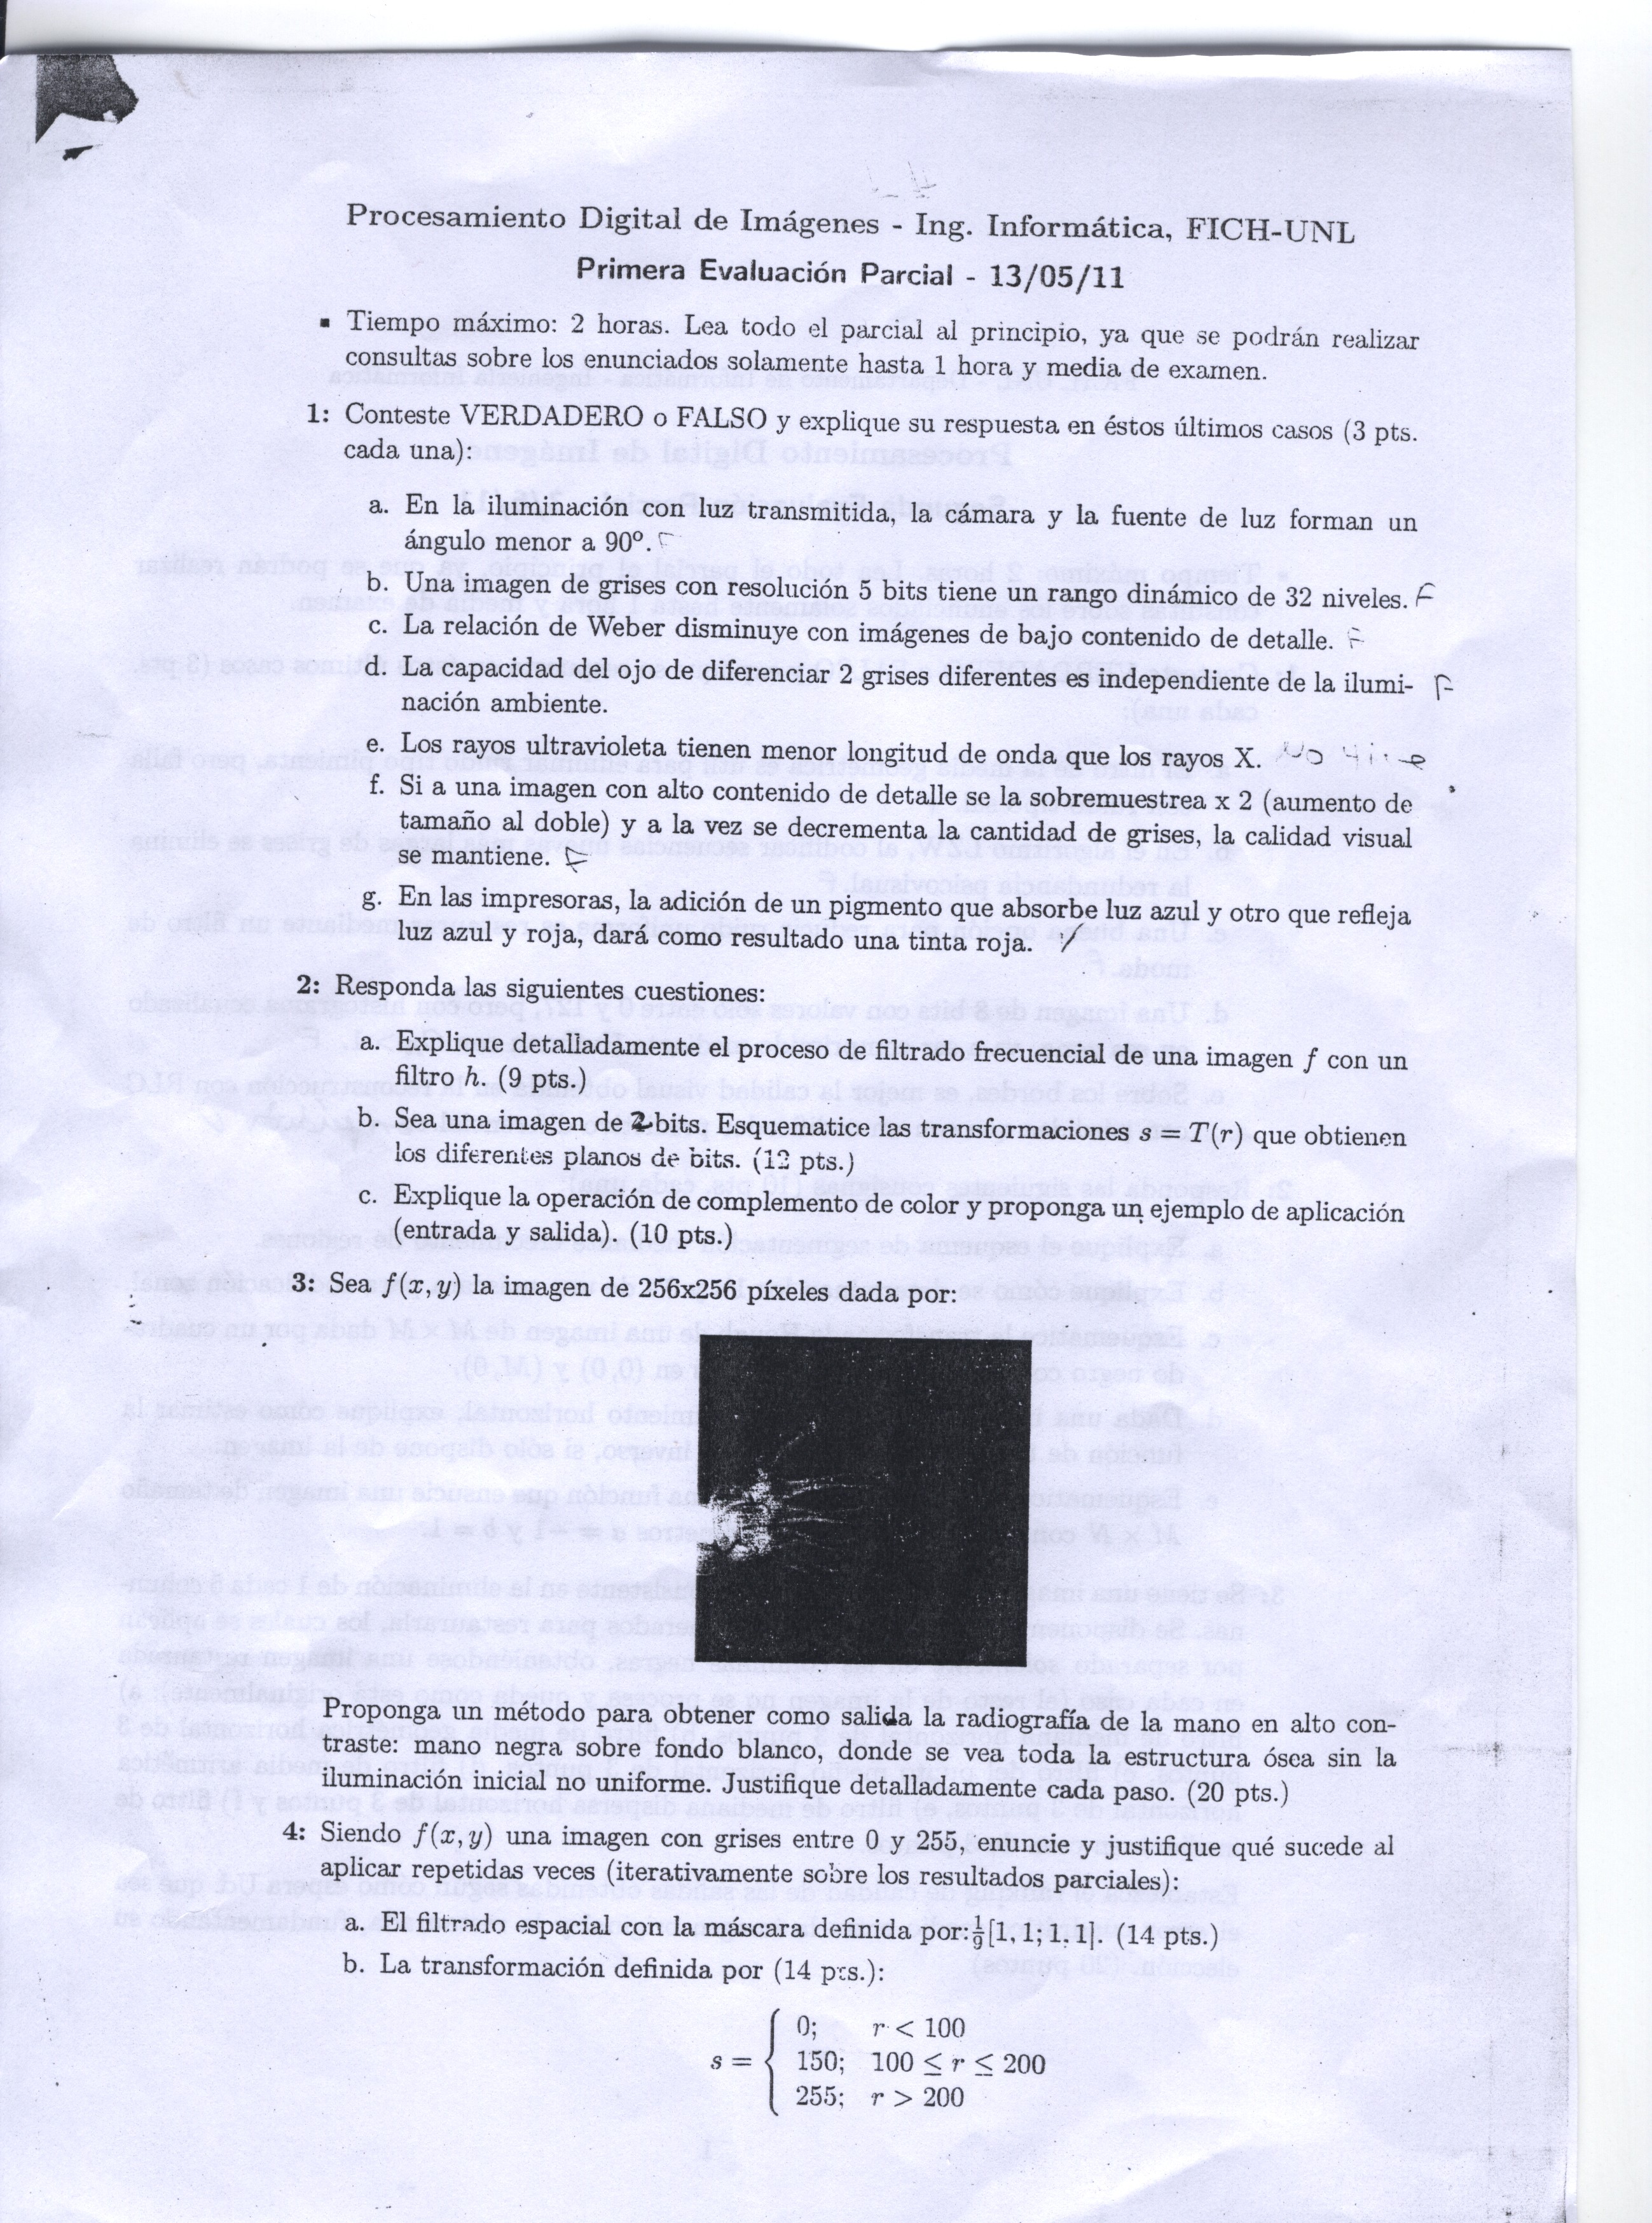 Procesamiento Digital de Imágenes - Ing. Informática, FICH-UNL
Primera Evaluación Parcial - 13/05/11
▪ Tiempo máximo: 2 horas. Lea todo el parcial al principio, ya que se podrán realizar
consultas sobre los enunciados solamente hasta 1 hora y media de examen.
1: Conteste VERDADERO o FALSO y explique su respuesta en éstos últimos casos (3 pts.
cada una):
a. En la iluminación con luz transmitida, la cámara y la fuente de luz forman un
ángulo menor a 90º. F
b. Una imagen de grises con resolución 5 bits tiene un rango dinámico de 32 niveles. F
c. La relación de Weber disminuye con imágenes de bajo contenido de detalle. F
d. La capacidad del ojo de diferenciar 2 grises diferentes es independiente de la ilumi- F
nación ambiente.
e. Los rayos ultravioleta tienen menor longitud de onda que los rayos X.
f. Si a una imagen con alto contenido de detalle se la sobremuestrea x 2 (aumento de
tamaño al doble) y a la vez se decrementa la cantidad de grises, la calidad visual
se mantiene. F
g. En las impresoras, la adición de un pigmento que absorbe luz azul y otro que refleja
luz azul y roja, dará como resultado una tinta roja. V
2: Responda las siguientes cuestiones:
a. Explique detalladamente el proceso de filtrado frecuencial de una imagen f con un
filtro h. (9 pts.)
b. Sea una imagen de 2 bits. Esquematice las transformaciones s = T(r) que obtienen
los diferentes planos de bits. (12 pts.)
c. Explique la operación de complemento de color y proponga un ejemplo de aplicación
(entrada y salida). (10 pts.)
3: Sea f(x, y) la imagen de 256x256 píxeles dada por:
Proponga un método para obtener como salida la radiografía de la mano en alto con-
traste: mano negra sobre fondo blanco, donde se vea toda la estructura ósea sin la
iluminación inicial no uniforme. Justifique detalladamente cada paso. (20 pts.)
4: Siendo f(x, y) una imagen con grises entre 0 y 255, enuncie y justifique qué sucede al
aplicar repetidas veces (iterativamente sobre los resultados parciales):
a. El filtrado espacial con la máscara definida por: 1/9 [1, 1; 1, 1]. (14 pts.)
b. La transformación definida por (14 pts.):
0; r < 100
s = { 150; 100 ≤ r ≤ 200
255; r > 200